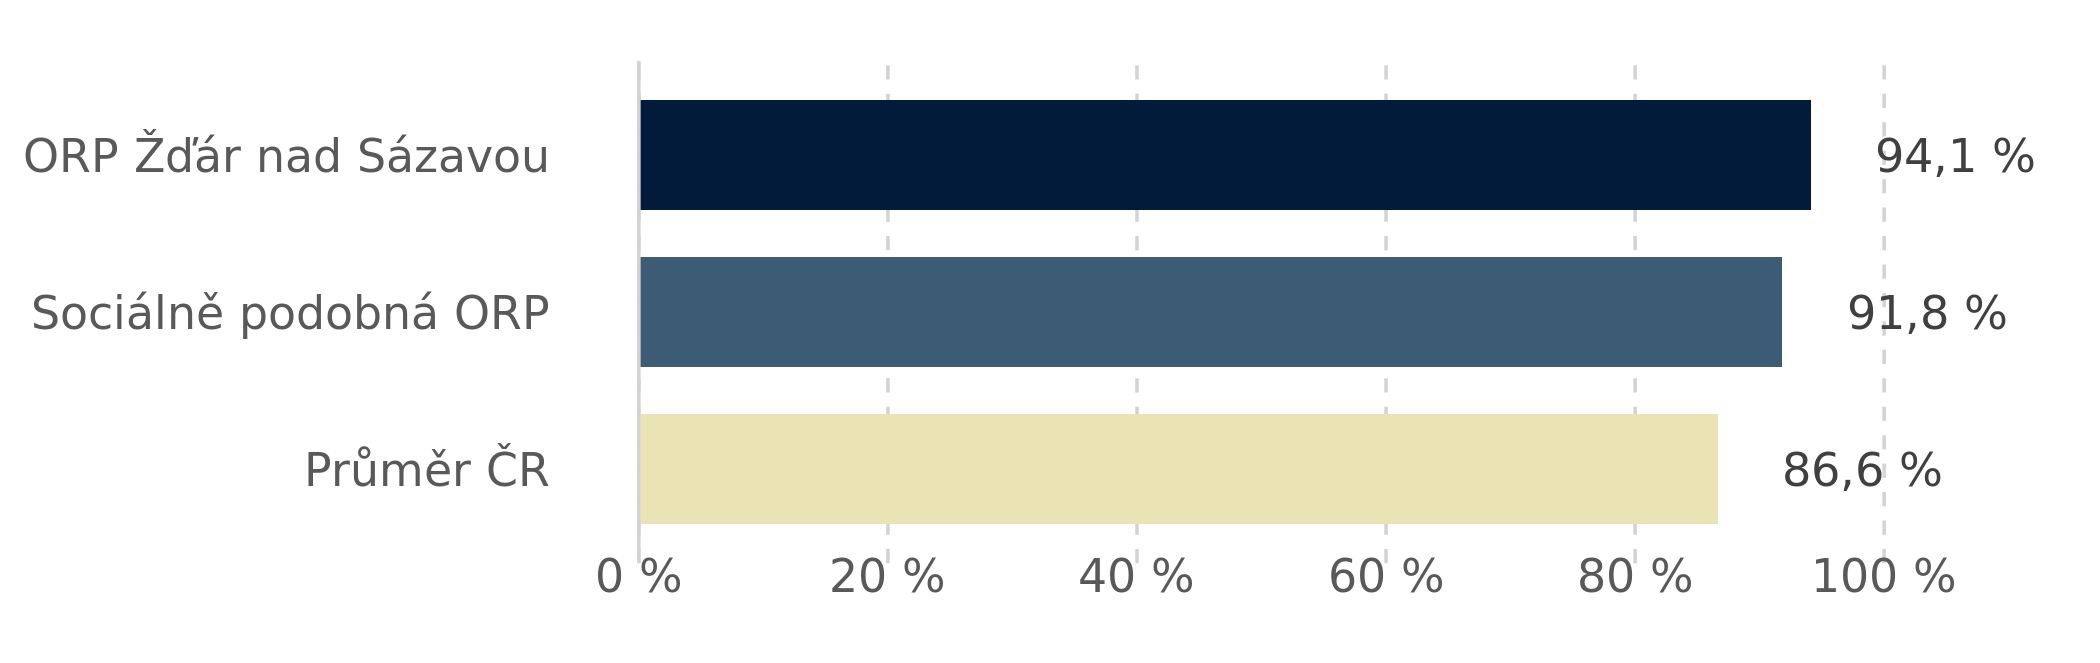 ORP Žďár nad Sázavou 94,1 %
Sociálně podobná ORP 91,8 %
Průměr ČR 86,6 %
0 % 20 % 40 % 60 % 80 % 100 %